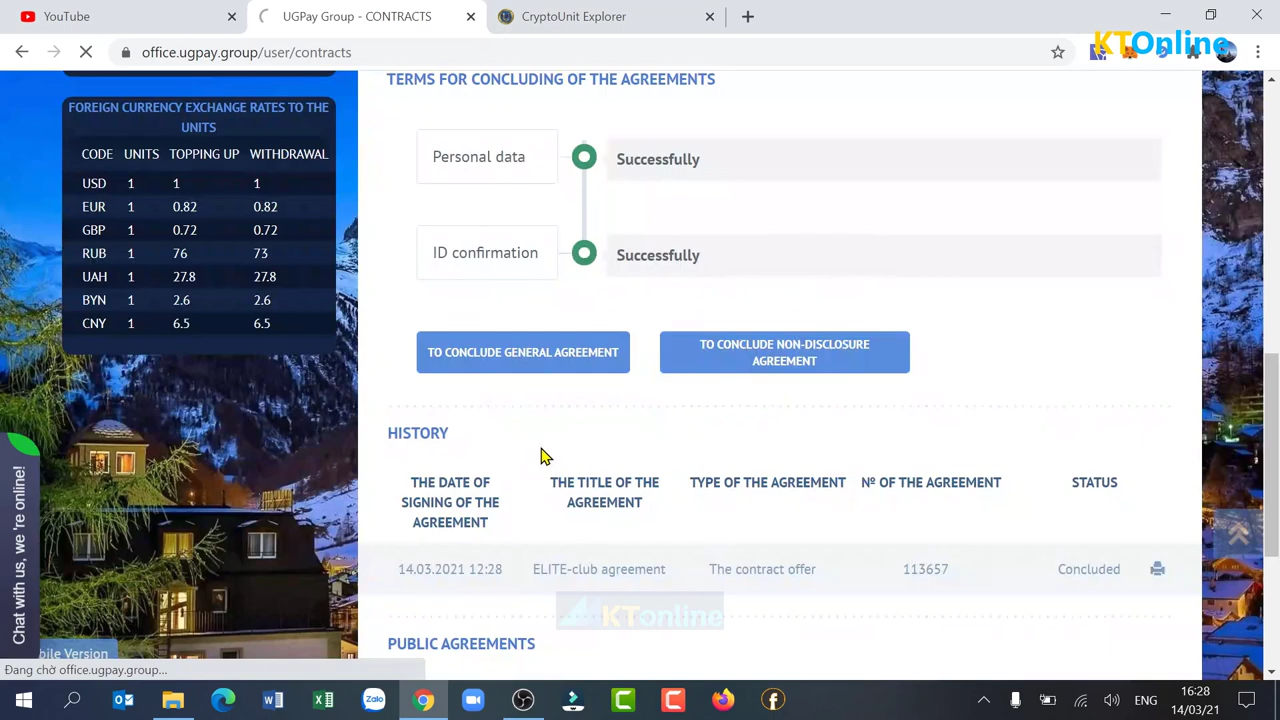 YouTube
UGPay Group - CONTRACTS
CryptoUnit Explorer
office.ugpay.group/user/contracts
KTOnline
FOREIGN CURRENCY EXCHANGE RATES TO THE
UNITS
CODE UNITS TOPPING UP WITHDRAWAL
USD 1 1 1
EUR 1 0.82 0.82
GBP 1 0.72 0.72
RUB 1 76 73
UAH 1 27.8 27.8
BYN 1 2.6 2.6
CNY 1 6.5 6.5
TERMS FOR CONCLUDING OF THE AGREEMENTS
Personal data
Successfully
ID confirmation
Successfully
TO CONCLUDE GENERAL AGREEMENT
TO CONCLUDE NON-DISCLOSURE
AGREEMENT
HISTORY
THE DATE OF
SIGNING OF THE
AGREEMENT
THE TITLE OF THE
AGREEMENT
TYPE OF THE AGREEMENT
Nº OF THE AGREEMENT
STATUS
14.03.2021 12:28 ELITE-club agreement The contract offer 113657 Concluded
KTonline
PUBLIC AGREEMENTS
Chat with us, we're online!
bile Version
Đang chờ office.ugpay.group...
Zalo
ENG
16:28
14/03/21